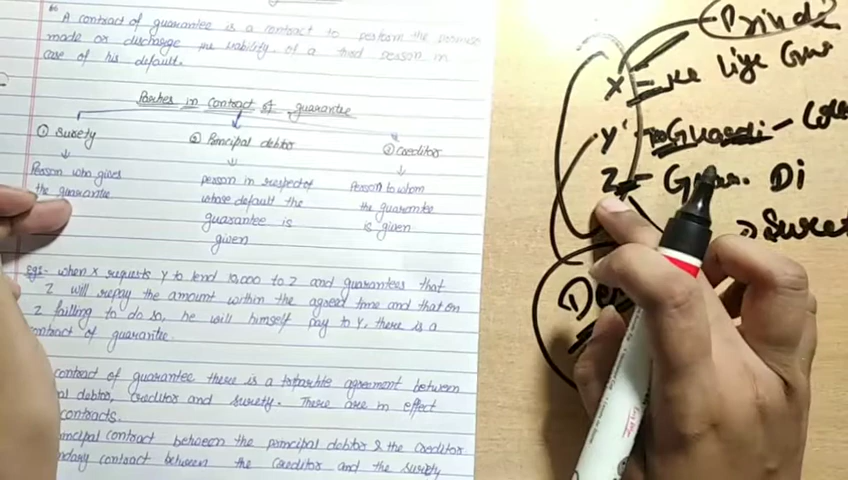 A contract of guarantee is a contract to perform the promise
made or discharge the liability of a third person in
case of his default.
Parties in contract of guarantee
① Surety
② Principal debtor
③ Creditor
Person who gives
the guarantee
person in respect of
whose default the
guarantee is
given
Person to whom
the guarantee
is given
Egs- when X requests Y to lend 10,000 to Z and guarantees that
Z will repay the amount within the agreed time and that on
Z failing to do so, he will himself pay to Y, there is a
contract of guarantee.
contract of guarantee there is a tripartite agreement between
al debtor, creditor and surety. There are in effect
contracts.
incipal contract between the principal debtor & the creditor
ndary contract between the creditor and the surety
X
Y
Z
Di